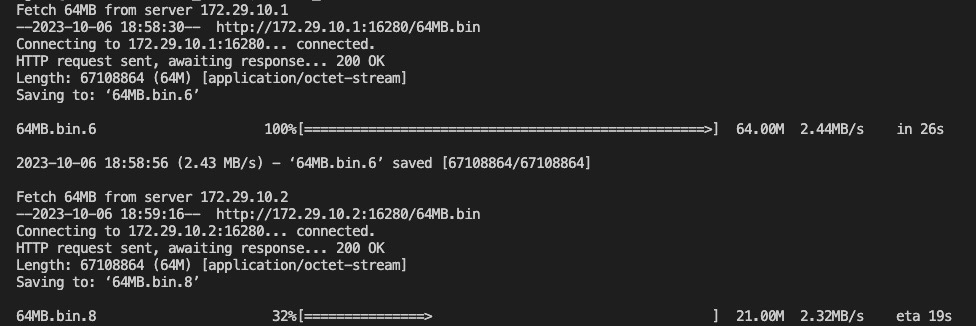 Fetch 64MB from server 172.29.10.1
--2023-10-06 18:58:30--  http://172.29.10.1:16280/64MB.bin
Connecting to 172.29.10.1:16280... connected.
HTTP request sent, awaiting response... 200 OK
Length: 67108864 (64M) [application/octet-stream]
Saving to: ‘64MB.bin.6’
64MB.bin.6                     100%[==================================================>]  64.00M  2.44MB/s    in 26s
2023-10-06 18:58:56 (2.43 MB/s) - ‘64MB.bin.6’ saved [67108864/67108864]
Fetch 64MB from server 172.29.10.2
--2023-10-06 18:59:16--  http://172.29.10.2:16280/64MB.bin
Connecting to 172.29.10.2:16280... connected.
HTTP request sent, awaiting response... 200 OK
Length: 67108864 (64M) [application/octet-stream]
Saving to: ‘64MB.bin.8’
64MB.bin.8                      32%[===============>                                   ]  21.00M  2.32MB/s    eta 19s